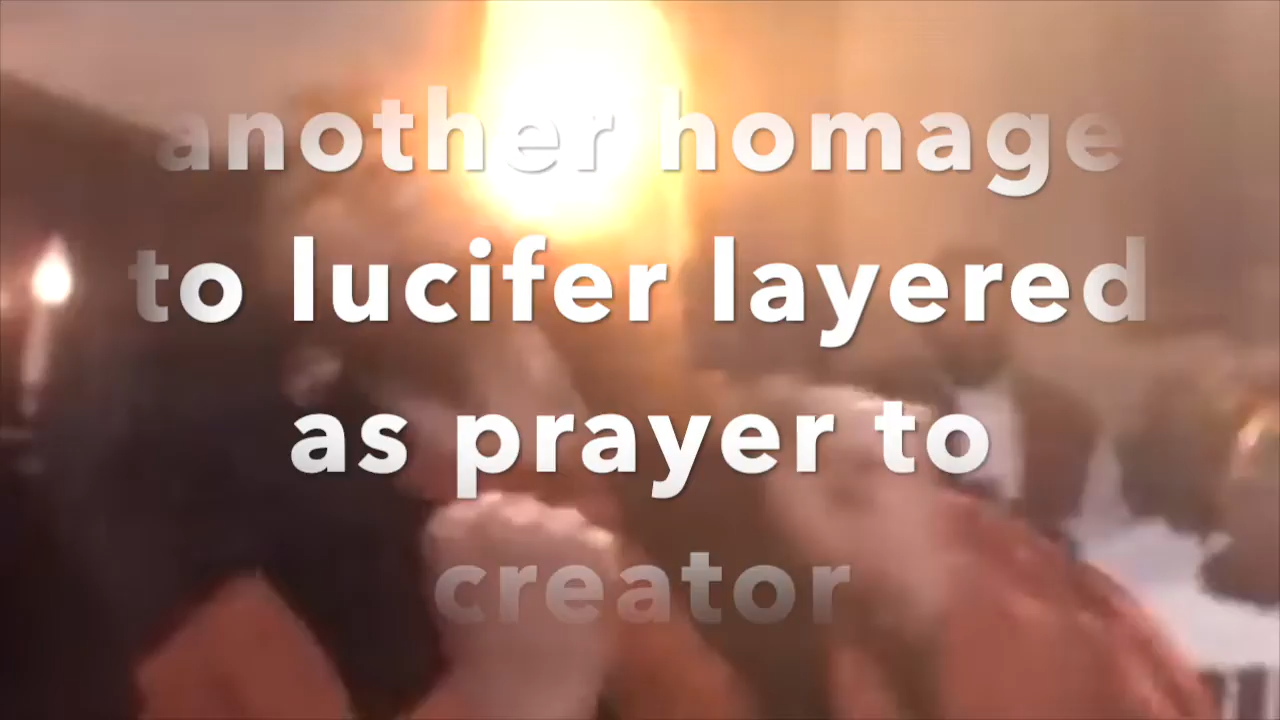 another homage
to lucifer layered
as prayer to
creator